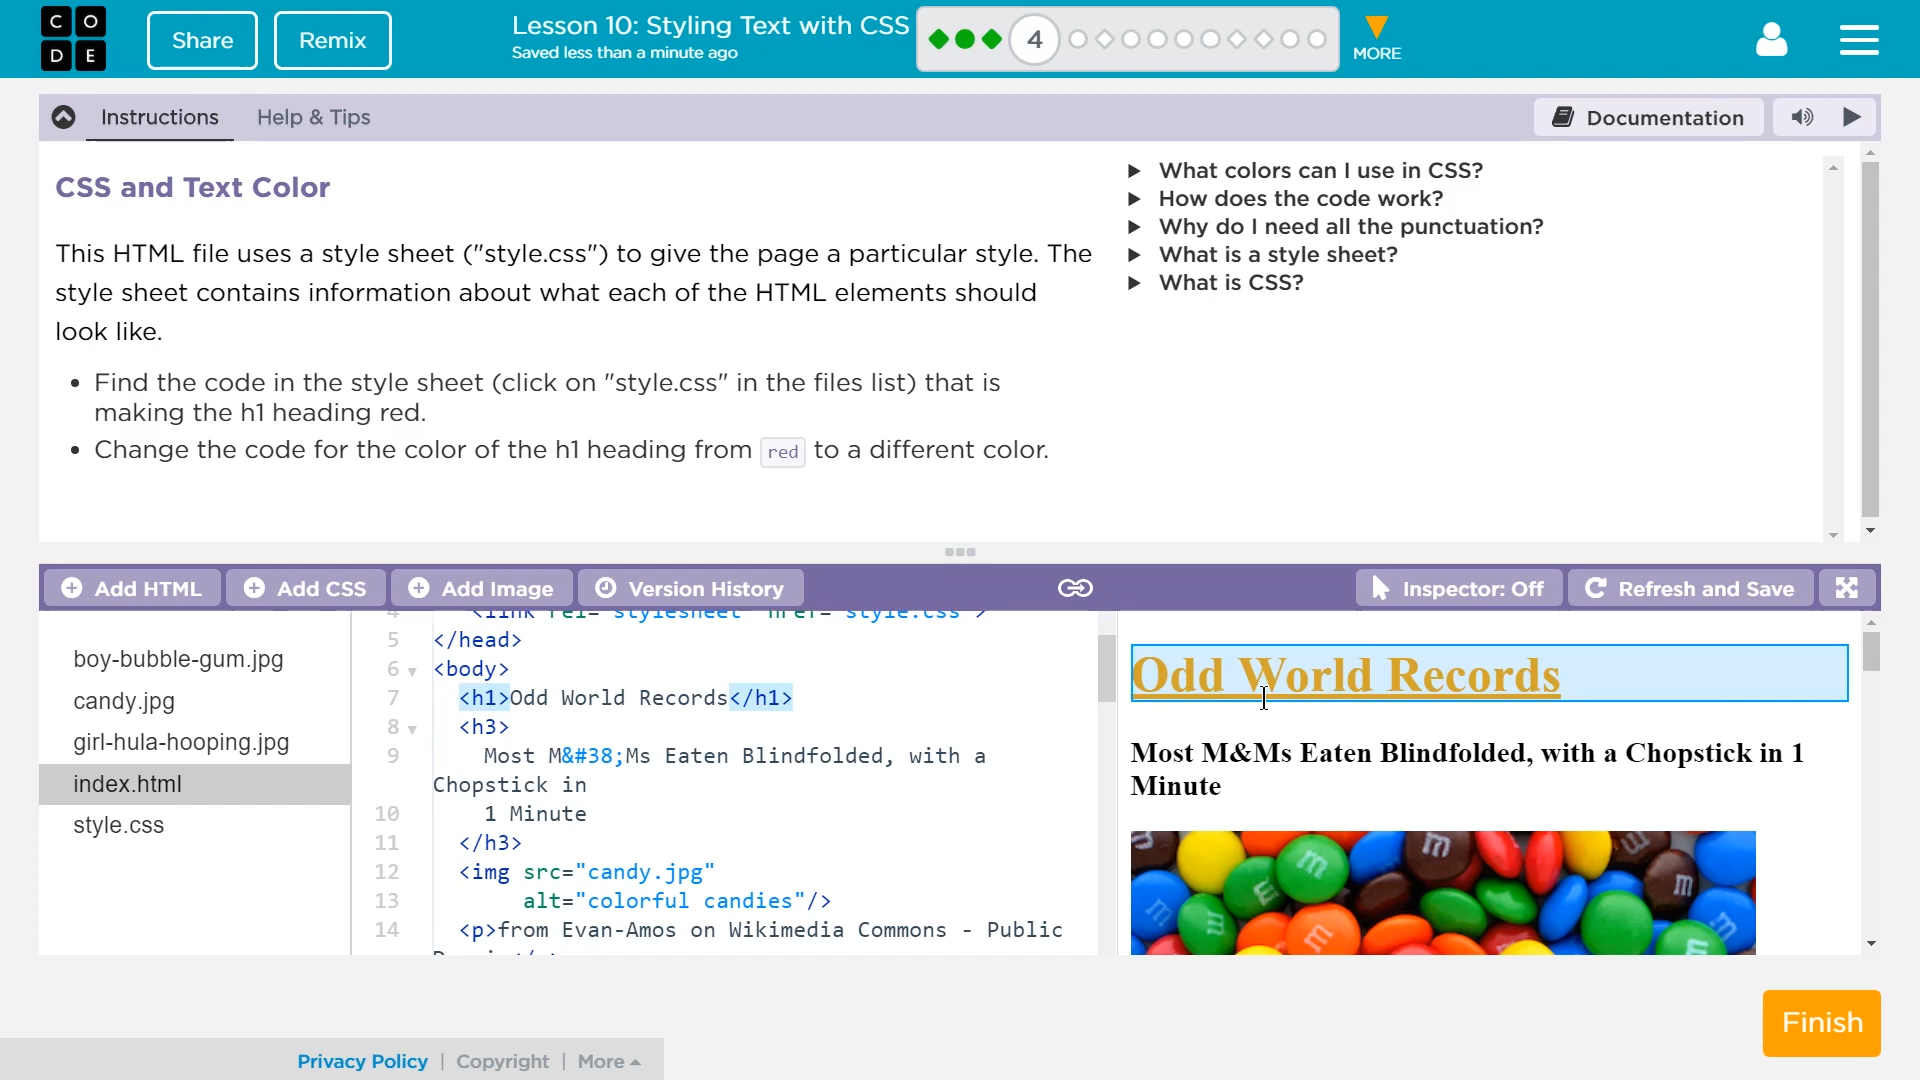 C O
D E
Share
Remix
Lesson 10: Styling Text with CSS
Saved less than a minute ago
4
MORE
Instructions
Help & Tips
Documentation
CSS and Text Color
This HTML file uses a style sheet ("style.css") to give the page a particular style. The
style sheet contains information about what each of the HTML elements should
look like.
• Find the code in the style sheet (click on "style.css" in the files list) that is
making the h1 heading red.
• Change the code for the color of the h1 heading from red to a different color.
What colors can I use in CSS?
How does the code work?
Why do I need all the punctuation?
What is a style sheet?
What is CSS?
Add HTML
Add CSS
Add Image
Version History
Inspector: Off
Refresh and Save
boy-bubble-gum.jpg
candy.jpg
girl-hula-hooping.jpg
index.html
style.css
4 <link rel="stylesheet" href="style.css">
5 </head>
6 <body>
7 <h1>Odd World Records</h1>
8 <h3>
9 Most M&#38;Ms Eaten Blindfolded, with a
Chopstick in
10 1 Minute
11 </h3>
12 <img src="candy.jpg"
13 alt="colorful candies"/>
14 <p>from Evan-Amos on Wikimedia Commons - Public
Odd World Records
Most M&Ms Eaten Blindfolded, with a Chopstick in 1
Minute
m
m
m
m
m
Finish
Privacy Policy | Copyright | More